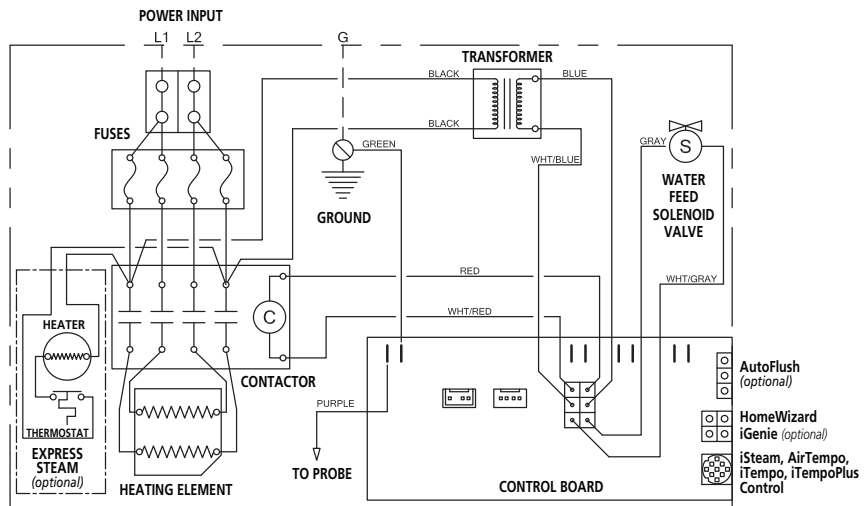 POWER INPUT
L1 L2
G
TRANSFORMER
BLACK
BLUE
FUSES
BLACK
GREEN
GRAY
S
WHT/BLUE
WATER
FEED
SOLENOID
VALVE
GROUND
RED
WHT/GRAY
HEATER
C
WHT/RED
CONTACTOR
AutoFlush
(optional)
PURPLE
HomeWizard
iGenie (optional)
THERMOSTAT
EXPRESS
STEAM
(optional)
TO PROBE
iSteam, AirTempo,
iTempo, iTempoPlus
Control
HEATING ELEMENT
CONTROL BOARD